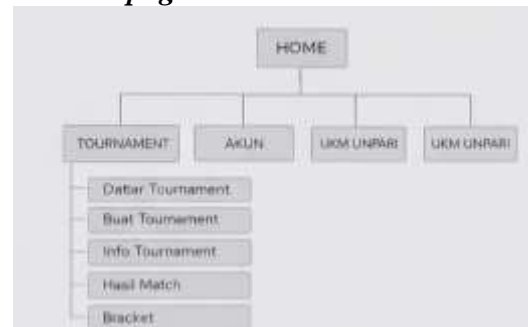 HOME
TOURNAMENT AKUN UKM UNPARI UKM UNPARI
Daftar Tournament
Buat Tournament
Info Tournament
Hasil Match
Bracket